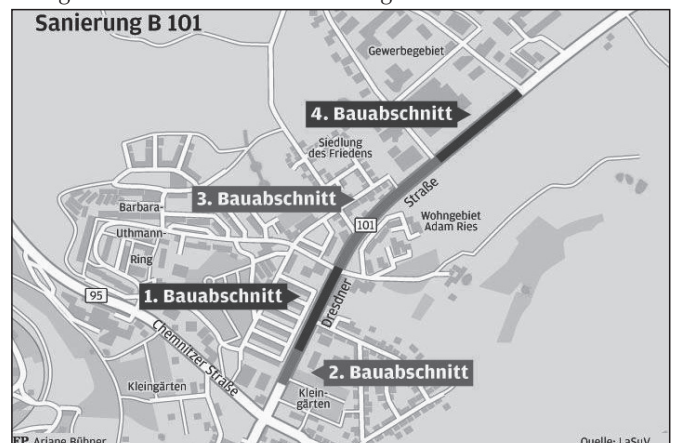 Sanierung B 101
Gewerbegebiet
4. Bauabschnitt
Siedlung
des Friedens
3. Bauabschnitt
Straße
Barbara-
Uthmann-
Ring
101
Wohngebiet
Adam Ries
95
1. Bauabschnitt
Dresdner
Chemnitzer Straße
2. Bauabschnitt
Kleingärten
Klein-
gärten
FP Ariane Bühner
Quelle: LaSuV